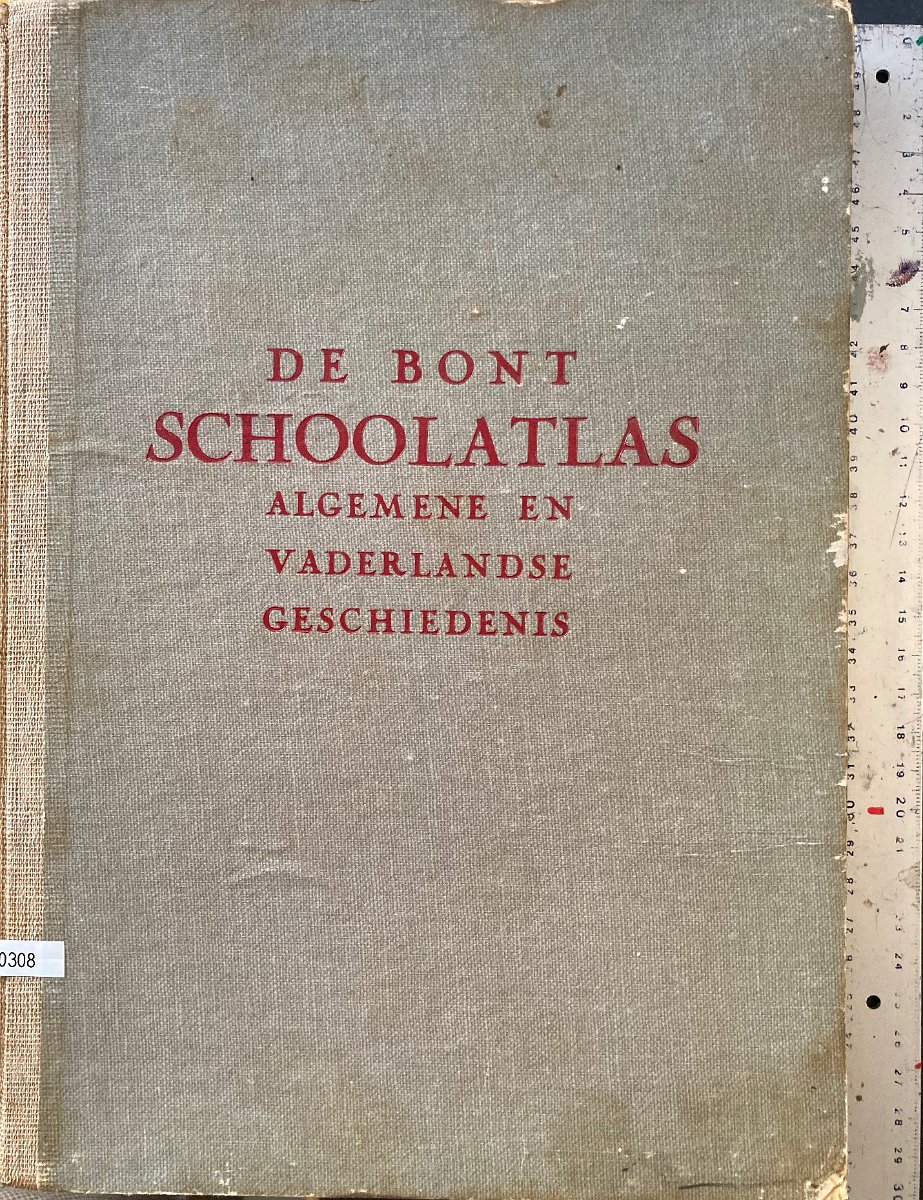 DE BONT
SCHOOLATLAS
ALGEMENE EN
VADERLANDSE
GESCHIEDENIS
0308